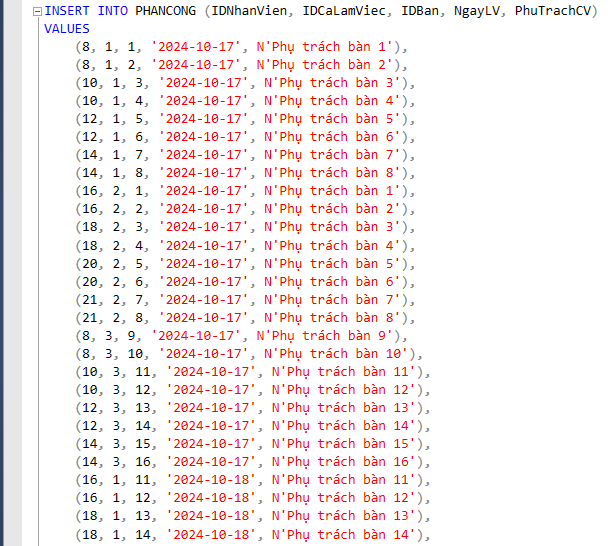 INSERT INTO PHANCONG (IDNhanVien, IDCaLamViec, IDBan, NgayLV, PhuTrachCV)
VALUES
(8, 1, 1, '2024-10-17', N'Phụ trách bàn 1'),
(8, 1, 2, '2024-10-17', N'Phụ trách bàn 2'),
(10, 1, 3, '2024-10-17', N'Phụ trách bàn 3'),
(10, 1, 4, '2024-10-17', N'Phụ trách bàn 4'),
(12, 1, 5, '2024-10-17', N'Phụ trách bàn 5'),
(12, 1, 6, '2024-10-17', N'Phụ trách bàn 6'),
(14, 1, 7, '2024-10-17', N'Phụ trách bàn 7'),
(14, 1, 8, '2024-10-17', N'Phụ trách bàn 8'),
(16, 2, 1, '2024-10-17', N'Phụ trách bàn 1'),
(16, 2, 2, '2024-10-17', N'Phụ trách bàn 2'),
(18, 2, 3, '2024-10-17', N'Phụ trách bàn 3'),
(18, 2, 4, '2024-10-17', N'Phụ trách bàn 4'),
(20, 2, 5, '2024-10-17', N'Phụ trách bàn 5'),
(20, 2, 6, '2024-10-17', N'Phụ trách bàn 6'),
(21, 2, 7, '2024-10-17', N'Phụ trách bàn 7'),
(21, 2, 8, '2024-10-17', N'Phụ trách bàn 8'),
(8, 3, 9, '2024-10-17', N'Phụ trách bàn 9'),
(8, 3, 10, '2024-10-17', N'Phụ trách bàn 10'),
(10, 3, 11, '2024-10-17', N'Phụ trách bàn 11'),
(10, 3, 12, '2024-10-17', N'Phụ trách bàn 12'),
(12, 3, 13, '2024-10-17', N'Phụ trách bàn 13'),
(12, 3, 14, '2024-10-17', N'Phụ trách bàn 14'),
(14, 3, 15, '2024-10-17', N'Phụ trách bàn 15'),
(14, 3, 16, '2024-10-17', N'Phụ trách bàn 16'),
(16, 1, 11, '2024-10-18', N'Phụ trách bàn 11'),
(16, 1, 12, '2024-10-18', N'Phụ trách bàn 12'),
(18, 1, 13, '2024-10-18', N'Phụ trách bàn 13'),
(18, 1, 14, '2024-10-18', N'Phụ trách bàn 14'),